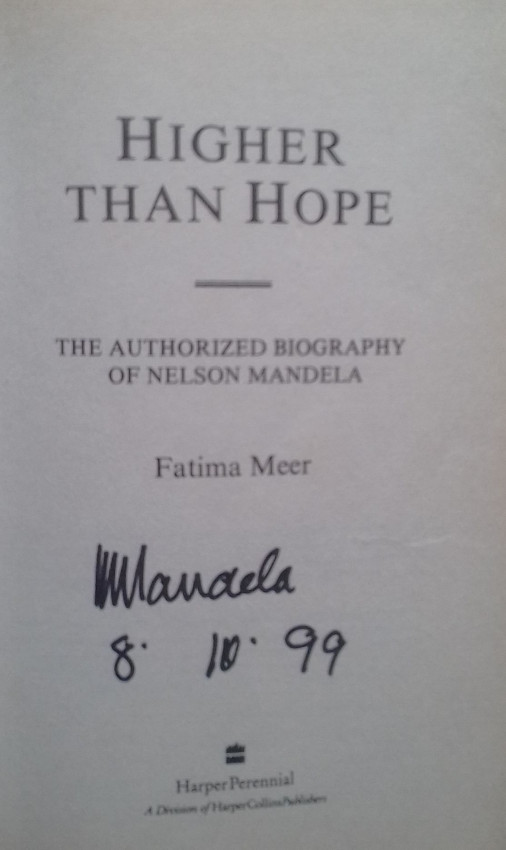 HIGHER
THAN HOPE
THE AUTHORIZED BIOGRAPHY
OF NELSON MANDELA
Fatima Meer
NMandela
8. 10. 99
HarperPerennial
A Division of HarperCollinsPublishers